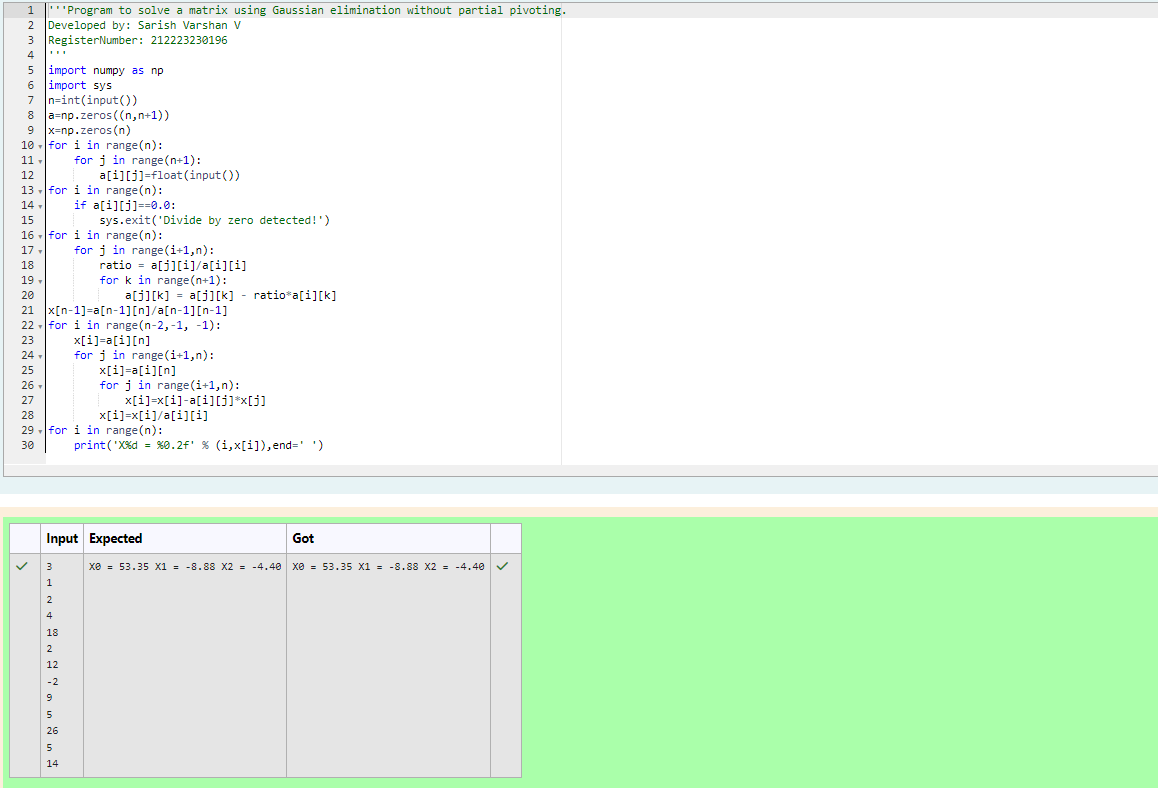 1 '''Program to solve a matrix using Gaussian elimination without partial pivoting.
2 Developed by: Sarish Varshan V
3 RegisterNumber: 212223230196
4 '''
5 import numpy as np
6 import sys
7 n=int(input())
8 a=np.zeros((n,n+1))
9 x=np.zeros(n)
10 for i in range(n):
11     for j in range(n+1):
12         a[i][j]=float(input())
13 for i in range(n):
14     if a[i][j]==0.0:
15         sys.exit('Divide by zero detected!')
16 for i in range(n):
17     for j in range(i+1,n):
18         ratio = a[j][i]/a[i][i]
19         for k in range(n+1):
20             a[j][k] = a[j][k] - ratio*a[i][k]
21 x[n-1]=a[n-1][n]/a[n-1][n-1]
22 for i in range(n-2,-1, -1):
23     x[i]=a[i][n]
24     for j in range(i+1,n):
25         x[i]=a[i][n]
26         for j in range(i+1,n):
27             x[i]=x[i]-a[i][j]*x[j]
28         x[i]=x[i]/a[i][i]
29 for i in range(n):
30     print('X%d = %0.2f' % (i,x[i]),end=' ')
Input Expected Got
3 X0 = 53.35 X1 = -8.88 X2 = -4.40 X0 = 53.35 X1 = -8.88 X2 = -4.40
1
2
4
18
2
12
-2
9
5
26
5
14